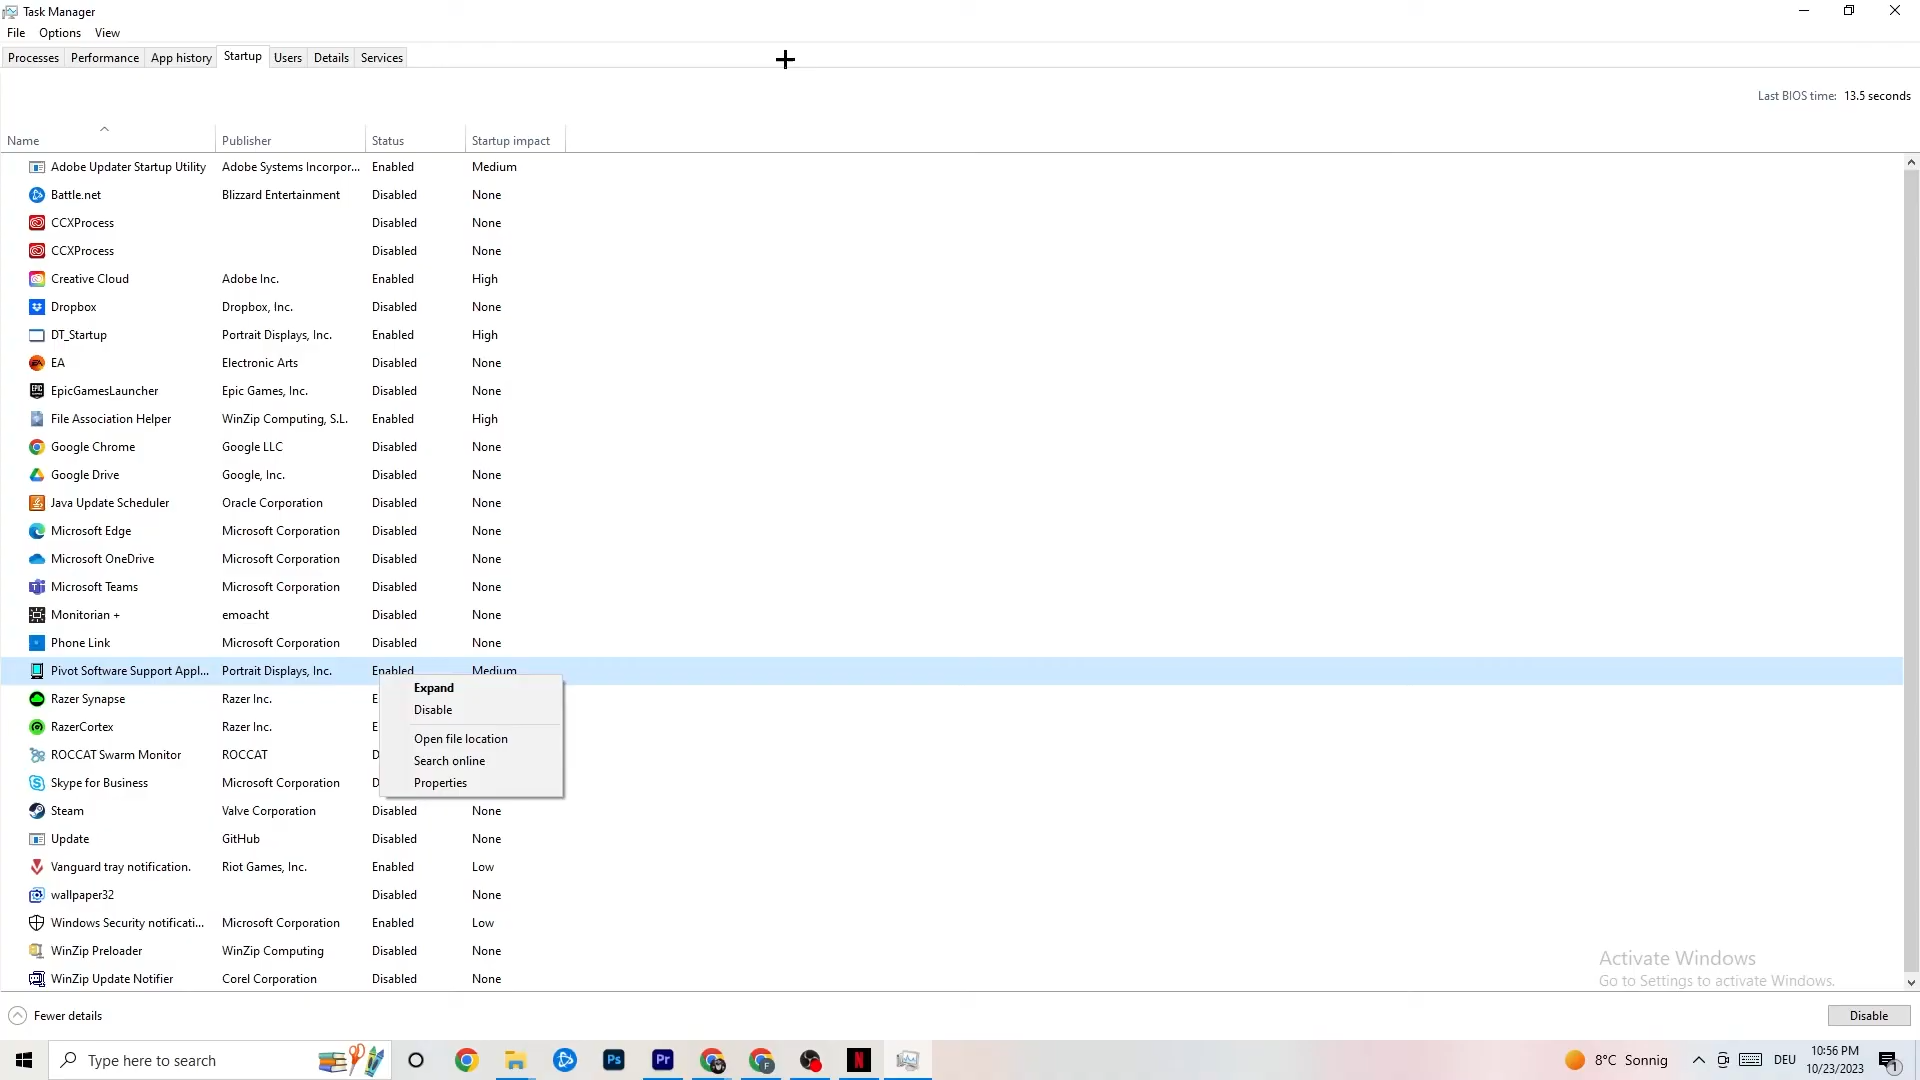 Task Manager
File Options View
Processes Performance App history Startup Users Details Services
Last BIOS time: 13.5 seconds
Name Publisher Status Startup impact
Adobe Updater Startup Utility Adobe Systems Incorpor... Enabled Medium
Battle.net Blizzard Entertainment Disabled None
CCXProcess Disabled None
CCXProcess Disabled None
Creative Cloud Adobe Inc. Enabled High
Dropbox Dropbox, Inc. Disabled None
DT_Startup Portrait Displays, Inc. Enabled High
EA Electronic Arts Disabled None
EpicGamesLauncher Epic Games, Inc. Disabled None
File Association Helper WinZip Computing, S.L. Enabled High
Google Chrome Google LLC Disabled None
Google Drive Google, Inc. Disabled None
Java Update Scheduler Oracle Corporation Disabled None
Microsoft Edge Microsoft Corporation Disabled None
Microsoft OneDrive Microsoft Corporation Disabled None
Microsoft Teams Microsoft Corporation Disabled None
Monitorian + emoacht Disabled None
Phone Link Microsoft Corporation Disabled None
Pivot Software Support Appl... Portrait Displays, Inc. Enabled Medium
Expand
Razer Synapse Razer Inc. E
Disable
RazerCortex Razer Inc. E
Open file location
ROCCAT Swarm Monitor ROCCAT D
Search online
Skype for Business Microsoft Corporation D
Properties
Steam Valve Corporation Disabled None
Update GitHub Disabled None
Vanguard tray notification. Riot Games, Inc. Enabled Low
wallpaper32 Disabled None
Windows Security notificati... Microsoft Corporation Enabled Low
WinZip Preloader WinZip Computing Disabled None
WinZip Update Notifier Corel Corporation Disabled None
Activate Windows
Go to Settings to activate Windows.
Fewer details
Disable
Type here to search
Ps
Pr
F
N
8°C Sonnig
DEU
10:56 PM
10/23/2023
1